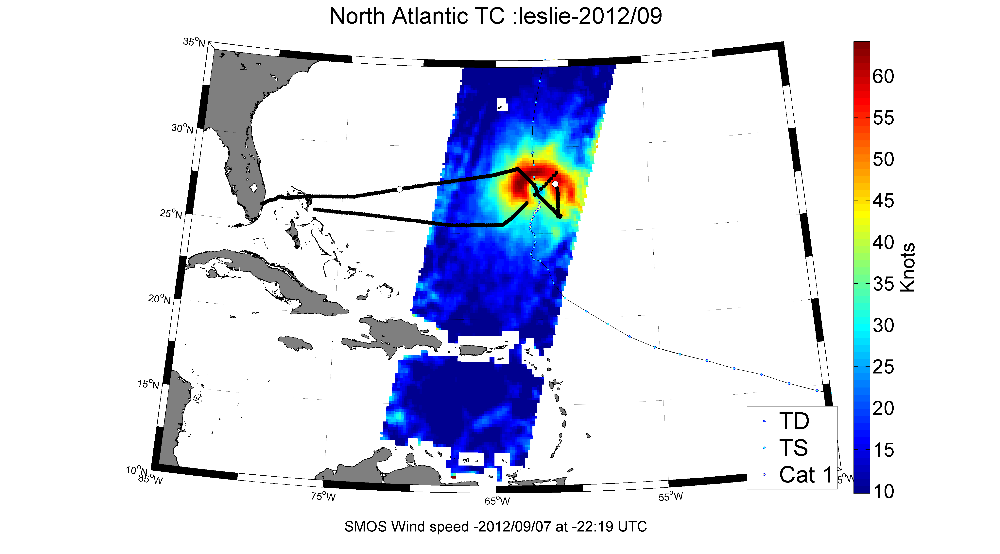 North Atlantic TC :leslie-2012/09
35°N
30°N
25°N
20°N
15°N
10°N
85°W
75°W
65°W
55°W
5°W
60
55
50
45
40
35
30
25
20
15
10
Knots
TD
TS
Cat 1
SMOS Wind speed -2012/09/07 at -22:19 UTC